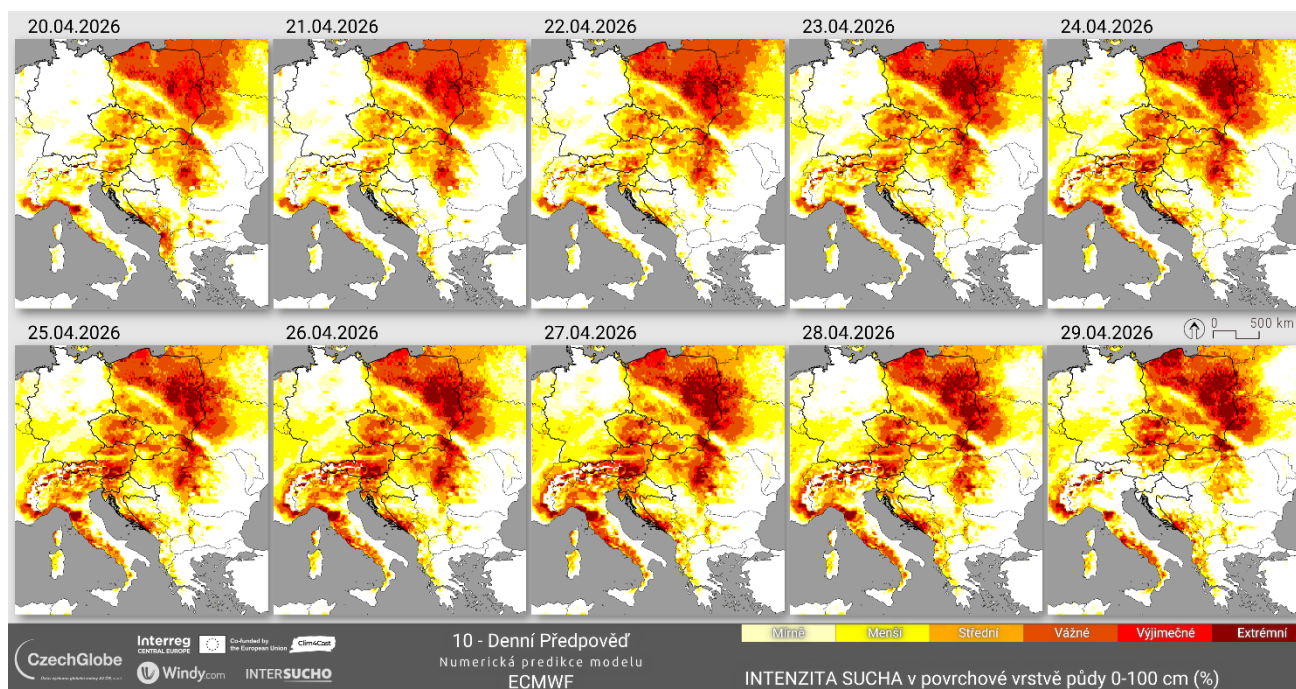 20.04.2026
21.04.2026
22.04.2026
23.04.2026
24.04.2026
25.04.2026
26.04.2026
27.04.2026
28.04.2026
29.04.2026
0 500 km
CzechGlobe
Interreg
CENTRAL EUROPE
Co-funded by
the European Union
Clim4Cast
Windy.com
INTERSUCHO
10 - Denní Předpověď
Numerická predikce modelu
ECMWF
Mírné Menší Střední Vážné Výjimečné Extrémní
INTENZITA SUCHA v povrchové vrstvě půdy 0-100 cm (%)